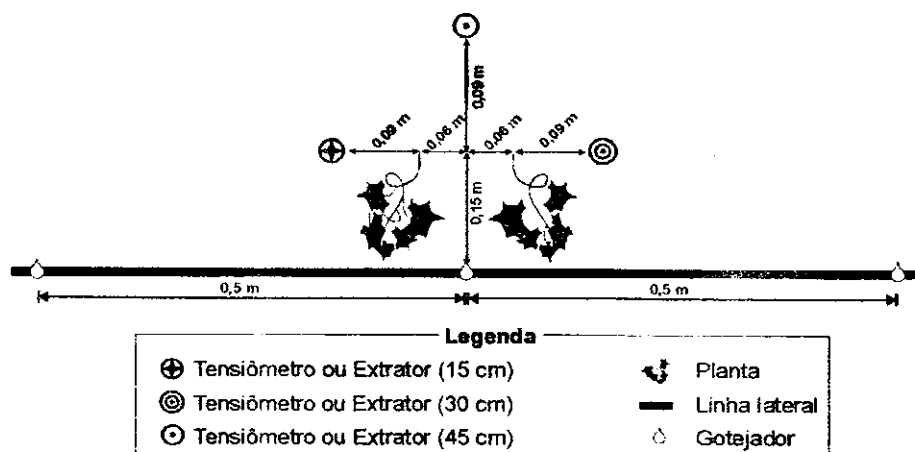 0,09 m
0,09 m 0,06 m 0,06 m 0,09 m
0,15 m
0,5 m 0,5 m
Legenda
Tensiômetro ou Extrator (15 cm) Planta
Tensiômetro ou Extrator (30 cm) Linha lateral
Tensiômetro ou Extrator (45 cm) Gotejador